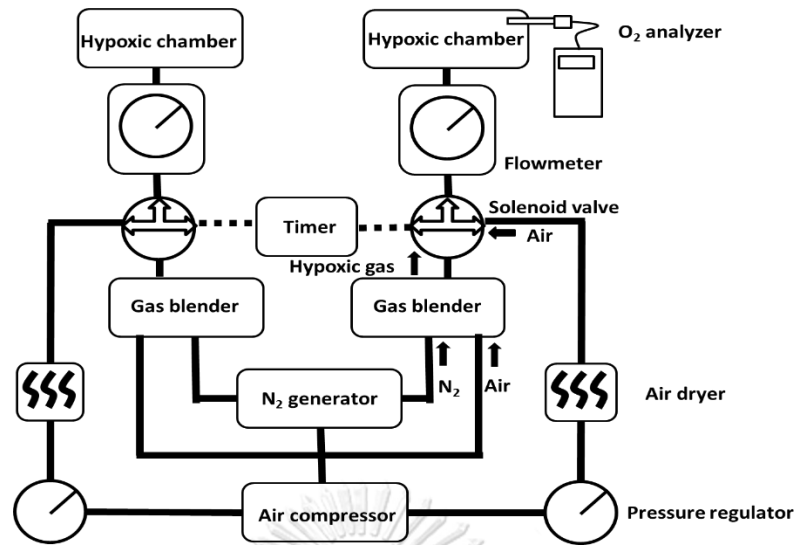 Hypoxic chamber
Hypoxic chamber
O₂ analyzer
Flowmeter
Solenoid valve
Timer
Air
Hypoxic gas
Gas blender
Gas blender
N₂
Air
N₂ generator
Air dryer
Air compressor
Pressure regulator